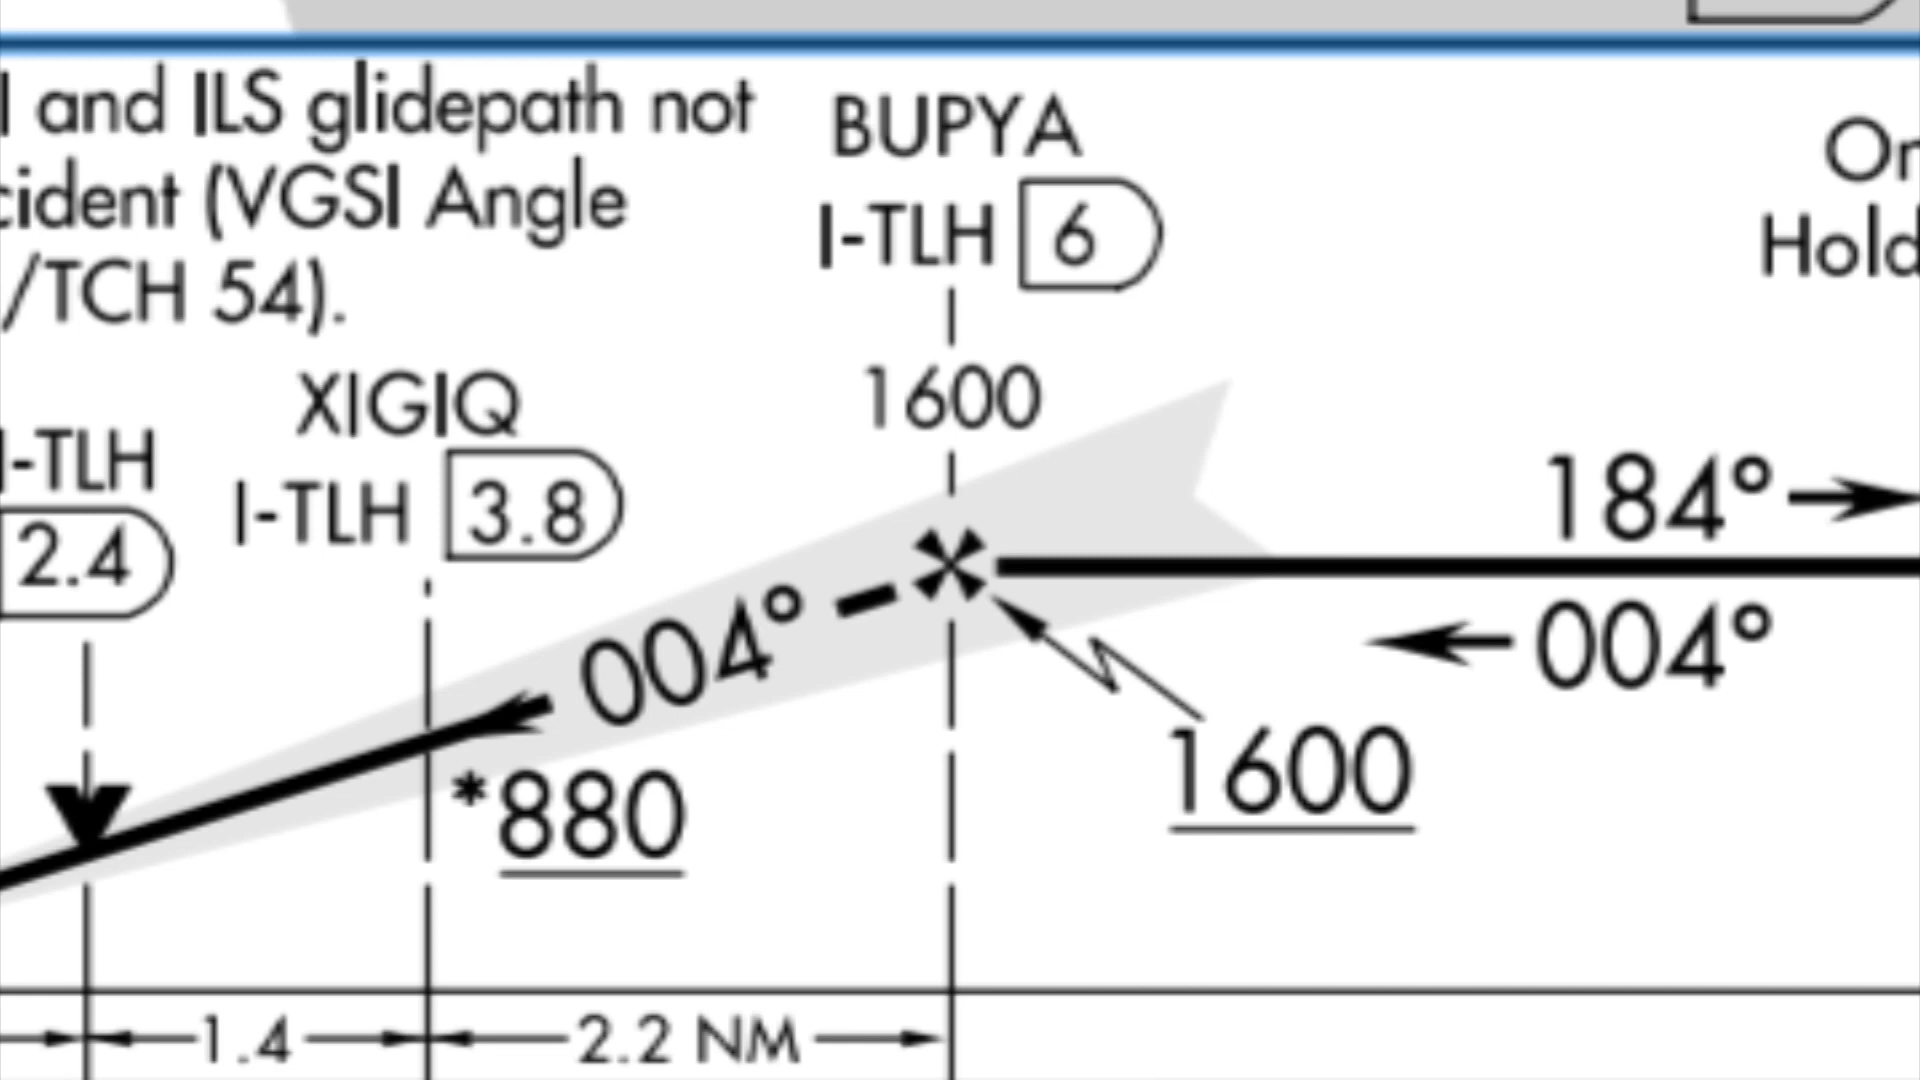 and ILS glidepath not
cident (VGSI Angle
/TCH 54).
BUPYA
I-TLH 6
1600
XIGIQ
I-TLH 3.8
I-TLH
2.4
Hold
184°
004°
004°
1600
*880
1.4
2.2 NM